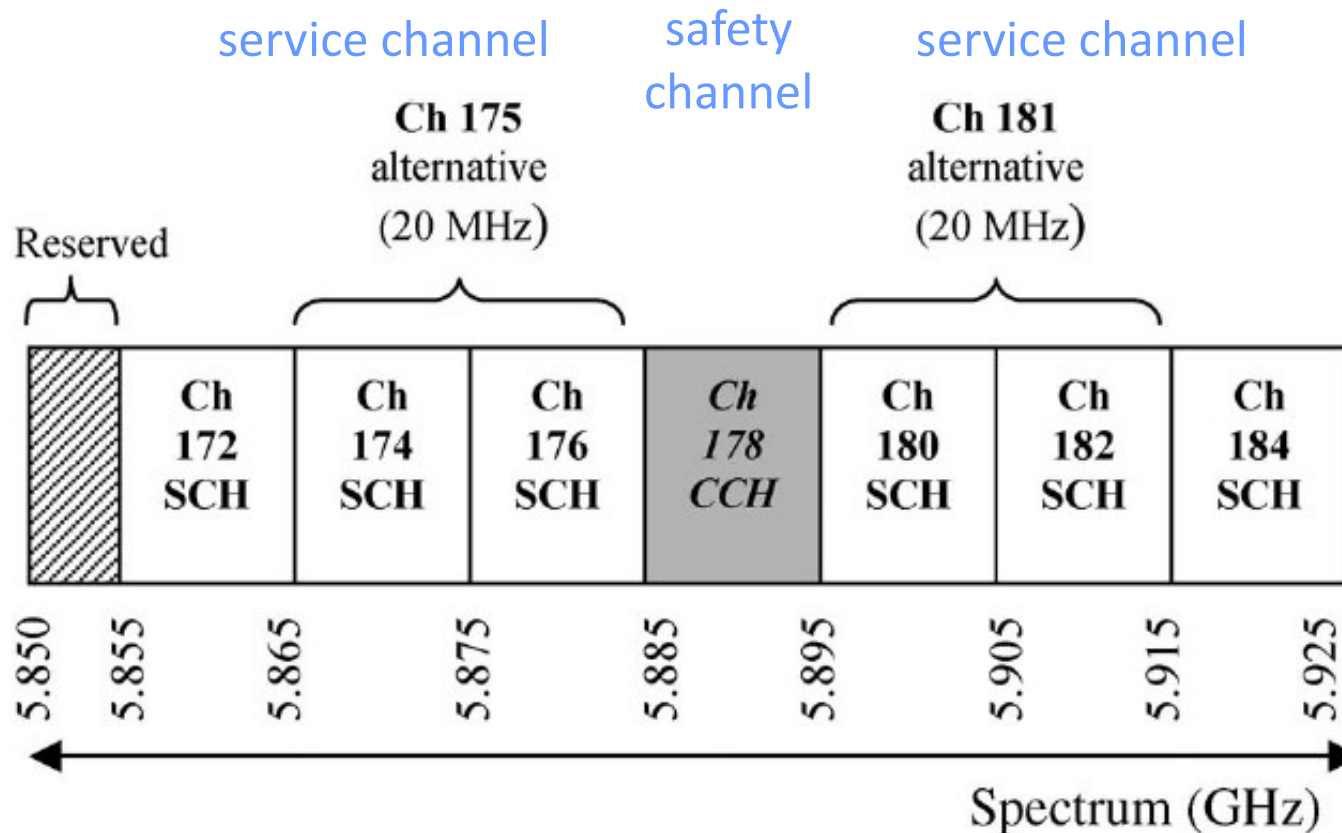 service channel
safety
channel
service channel
Ch 175
alternative
(20 MHz)
Ch 181
alternative
(20 MHz)
Reserved
Ch
172
SCH
Ch
174
SCH
Ch
176
SCH
Ch
178
CCH
Ch
180
SCH
Ch
182
SCH
Ch
184
SCH
5.850
5.855
5.865
5.875
5.885
5.895
5.905
5.915
5.925
Spectrum (GHz)